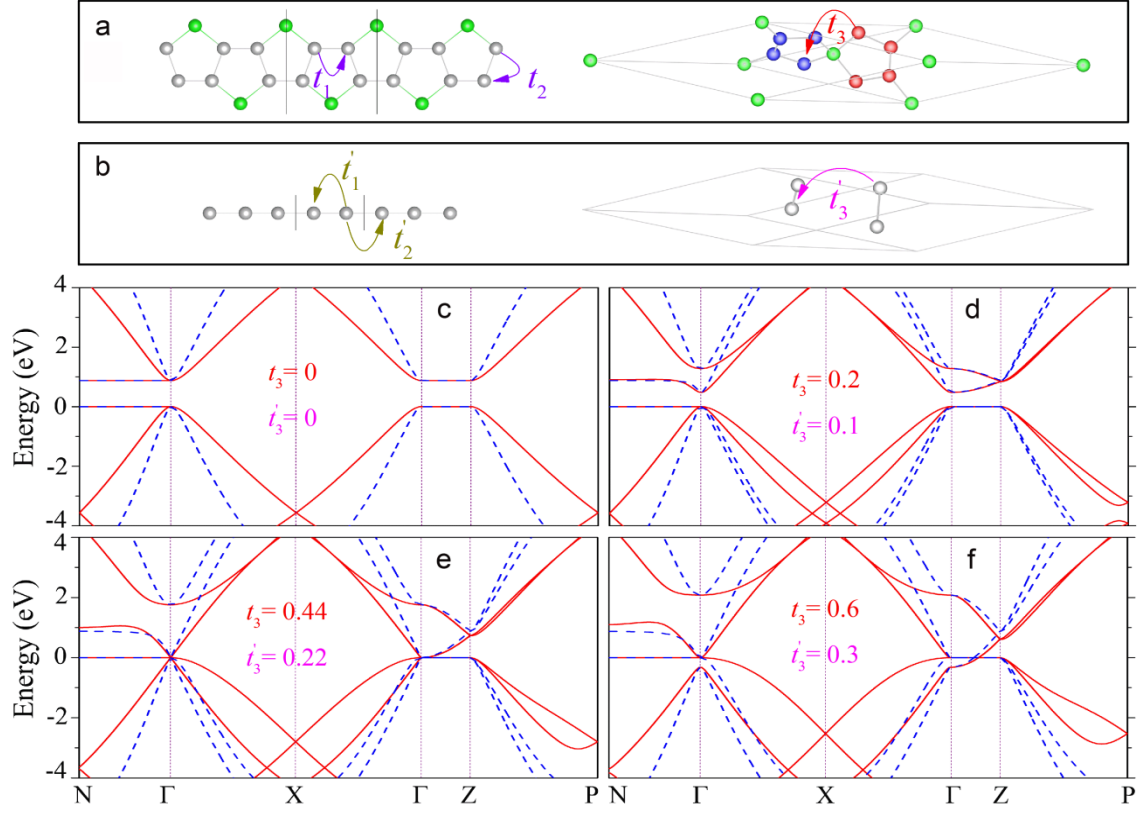 a
t₁
t₂
t₃
b
t'₁
t'₂
t'₃
4
2
0
-2
-4
Energy (eV)
c
t₃= 0
t'₃= 0
d
t₃= 0.2
t'₃= 0.1
4
2
0
-2
-4
Energy (eV)
e
t₃= 0.44
t'₃= 0.22
f
t₃= 0.6
t'₃= 0.3
N Γ X Γ Z P
N Γ X Γ Z P